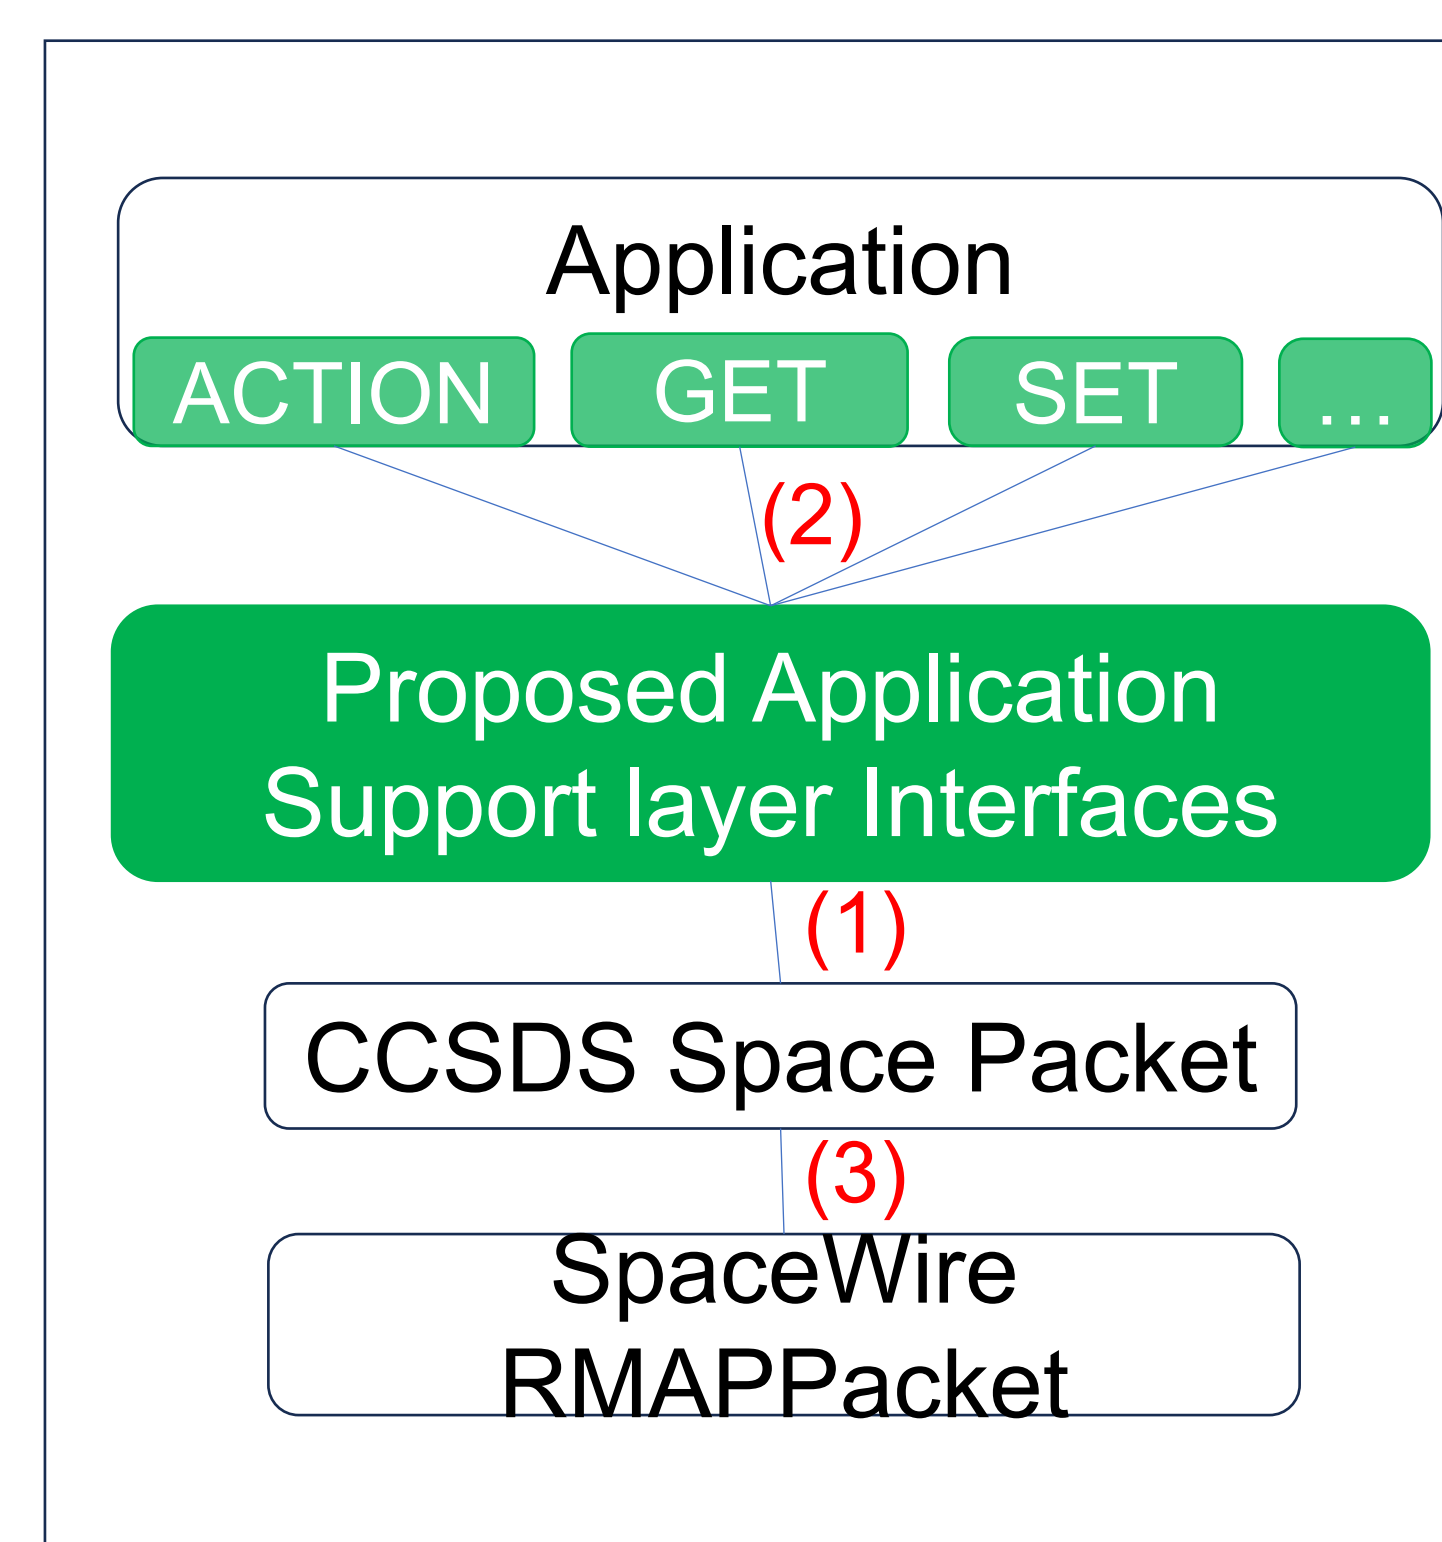 Application
ACTION GET SET …
(2)
Proposed Application
Support layer Interfaces
(1)
CCSDS Space Packet
(3)
SpaceWire
RMAPPacket